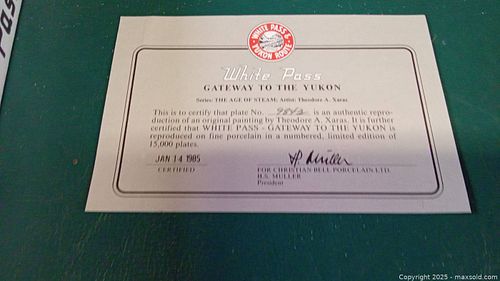 WHITE PASS & YUKON ROUTE
White Pass
GATEWAY TO THE YUKON
Series: THE AGE OF STEAM; Artist: Theodore A. Xaras
This is to certify that plate No. is an authentic repro-
duction of an original painting by Theodore A. Xaras. It is further
certified that WHITE PASS - GATEWAY TO THE YUKON is
reproduced on fine porcelain in a numbered, limited edition of
15,000 plates.
JAN 14 1985
H.S. Müller
CERTIFIED
FOR CHRISTIAN BELL PORCELAIN LTD.
H.S. MULLER
President
Copyright © 2025 - maxsold.com